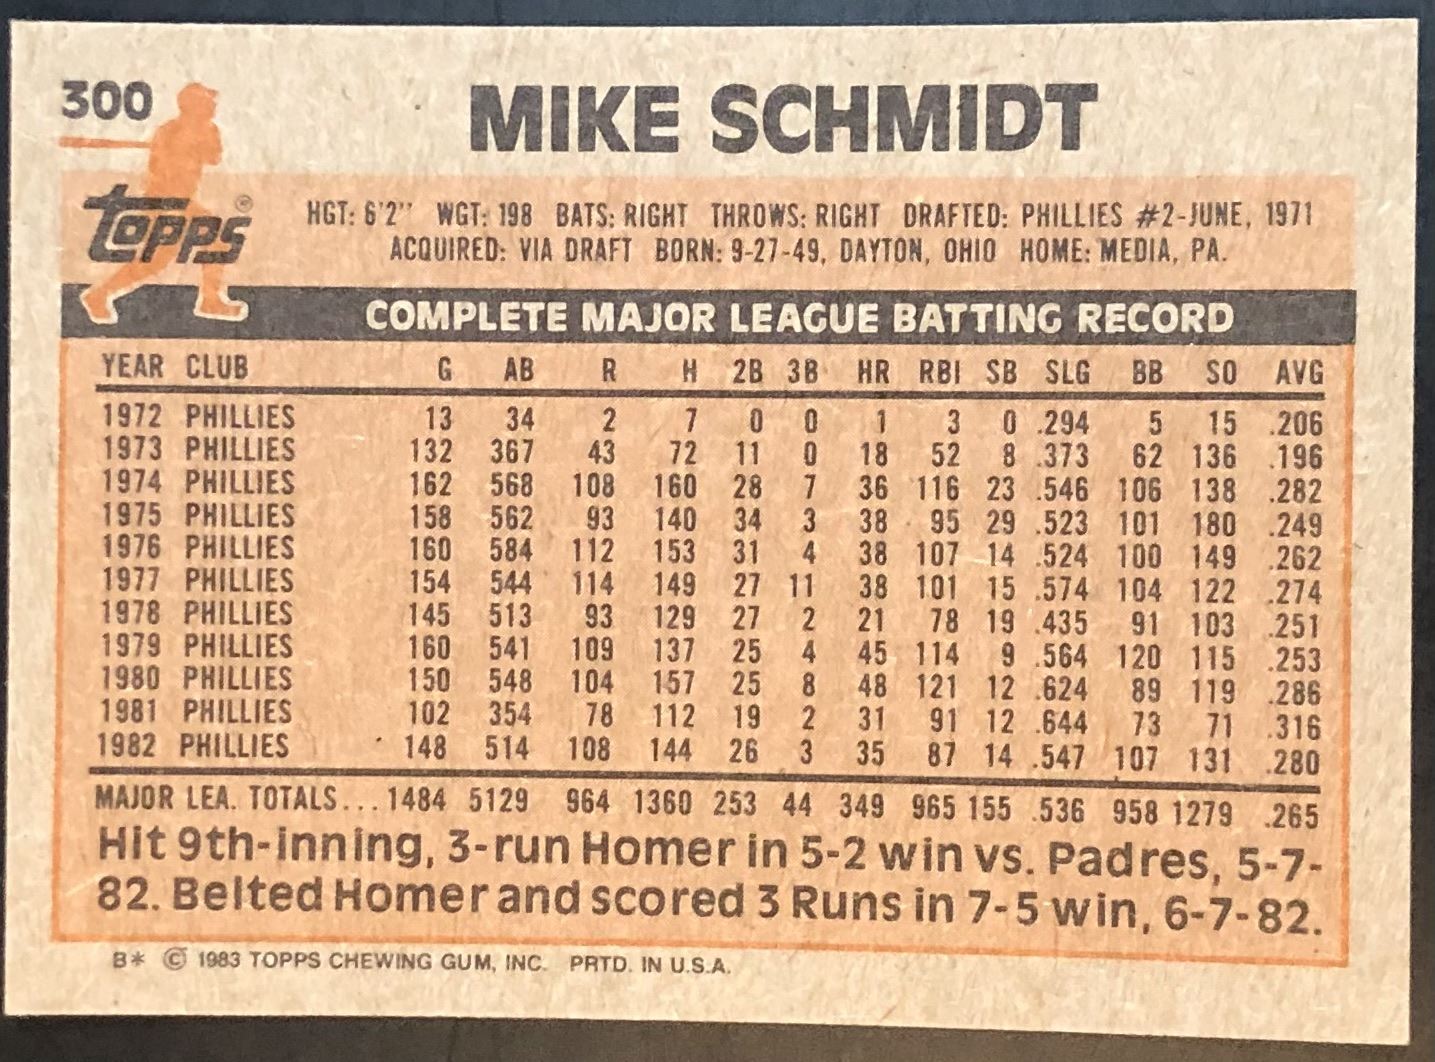 300
MIKE SCHMIDT
TOPPS®
HGT: 6'2" WGT: 198 BATS: RIGHT THROWS: RIGHT DRAFTED: PHILLIES #2-JUNE, 1971
ACQUIRED: VIA DRAFT BORN: 9-27-49, DAYTON, OHIO HOME: MEDIA, PA.
COMPLETE MAJOR LEAGUE BATTING RECORD
YEAR CLUB G AB R H 2B 3B HR RBI SB SLG BB SO AVG
1972 PHILLIES 13 34 2 7 0 0 1 3 0 .294 5 15 .206
1973 PHILLIES 132 367 43 72 11 0 18 52 8 .373 62 136 .196
1974 PHILLIES 162 568 108 160 28 7 36 116 23 .546 106 138 .282
1975 PHILLIES 158 562 93 140 34 3 38 95 29 .523 101 180 .249
1976 PHILLIES 160 584 112 153 31 4 38 107 14 .524 100 149 .262
1977 PHILLIES 154 544 114 149 27 11 38 101 15 .574 104 122 .274
1978 PHILLIES 145 513 93 129 27 2 21 78 19 .435 91 103 .251
1979 PHILLIES 160 541 109 137 25 4 45 114 9 .564 120 115 .253
1980 PHILLIES 150 548 104 157 25 8 48 121 12 .624 89 119 .286
1981 PHILLIES 102 354 78 112 19 2 31 91 12 .644 73 71 .316
1982 PHILLIES 148 514 108 144 26 3 35 87 14 .547 107 131 .280
MAJOR LEA. TOTALS... 1484 5129 964 1360 253 44 349 965 155 .536 958 1279 .265
Hit 9th-inning, 3-run Homer in 5-2 win vs. Padres, 5-7-
82. Belted Homer and scored 3 Runs in 7-5 win, 6-7-82.
B* © 1983 TOPPS CHEWING GUM, INC. PRTD. IN U.S.A.